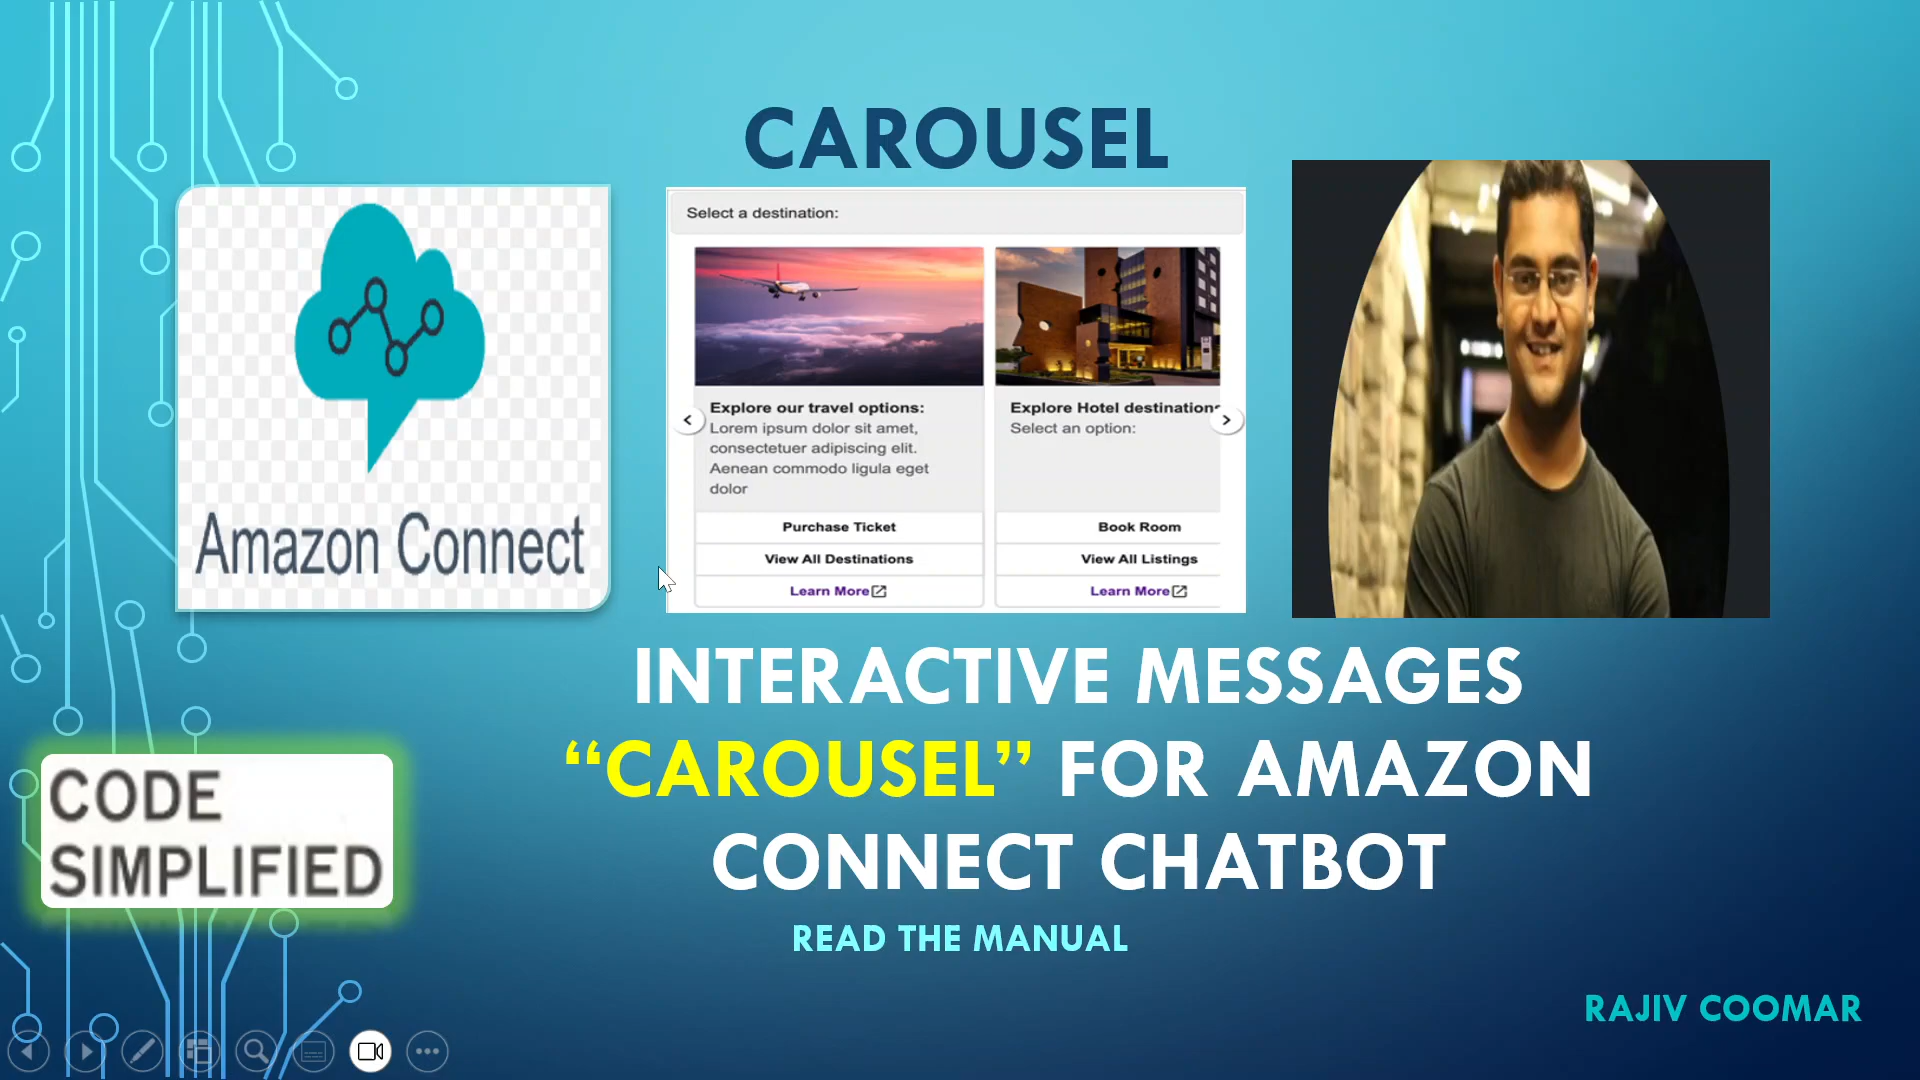 CAROUSEL
Amazon Connect
Select a destination:
Explore our travel options:
Lorem ipsum dolor sit amet,
consectetuer adipiscing elit.
Aenean commodo ligula eget
dolor
Purchase Ticket
View All Destinations
Learn More
Explore Hotel destinations
Select an option:
Book Room
View All Listings
Learn More
INTERACTIVE MESSAGES
“CAROUSEL” FOR AMAZON
CONNECT CHATBOT
READ THE MANUAL
CODE
SIMPLIFIED
RAJIV COOMAR